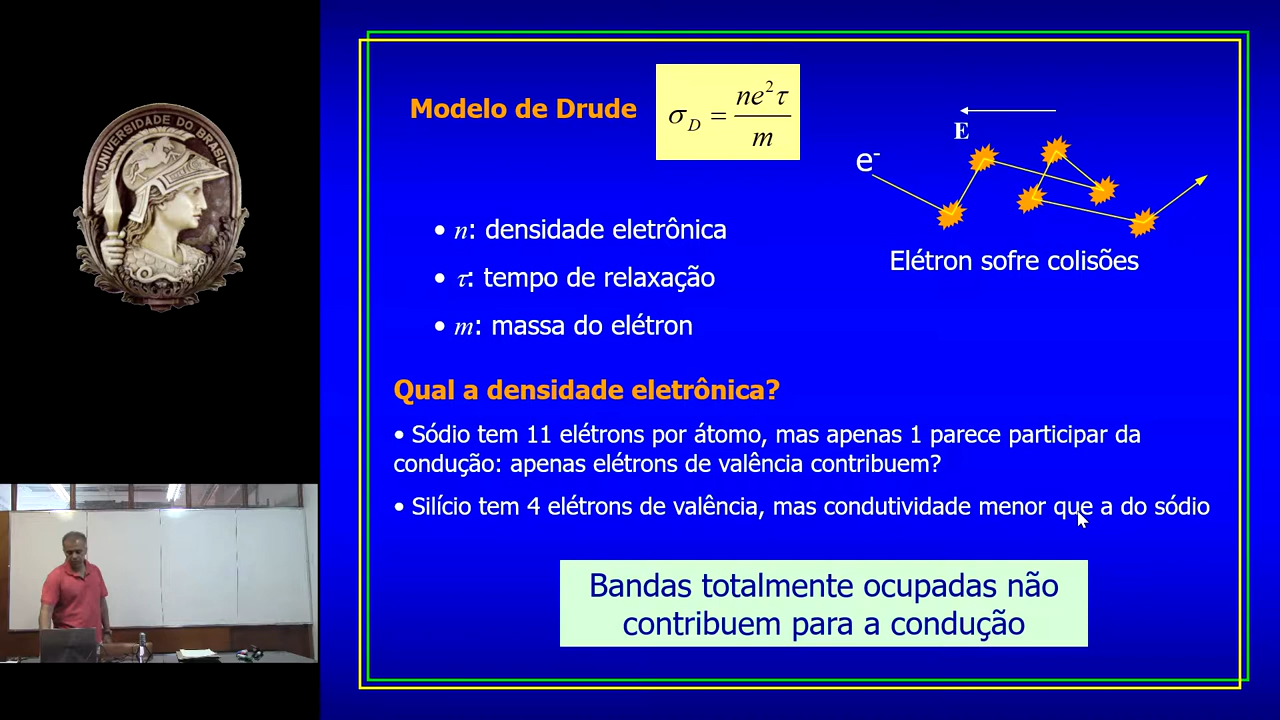 UNIVERSIDADE DO BRASIL
Modelo de Drude
σ_D = ne²τ / m
E
e⁻
Elétron sofre colisões
• n: densidade eletrônica
• τ: tempo de relaxação
• m: massa do elétron
Qual a densidade eletrônica?
• Sódio tem 11 elétrons por átomo, mas apenas 1 parece participar da
condução: apenas elétrons de valência contribuem?
• Silício tem 4 elétrons de valência, mas condutividade menor que a do sódio
Bandas totalmente ocupadas não
contribuem para a condução